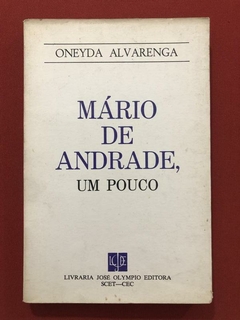 ONEYDA ALVARENGA
MÁRIO
DE
ANDRADE,
UM POUCO
LIVRARIA JOSÉ OLYMPIO EDITORA
SCET—CEC